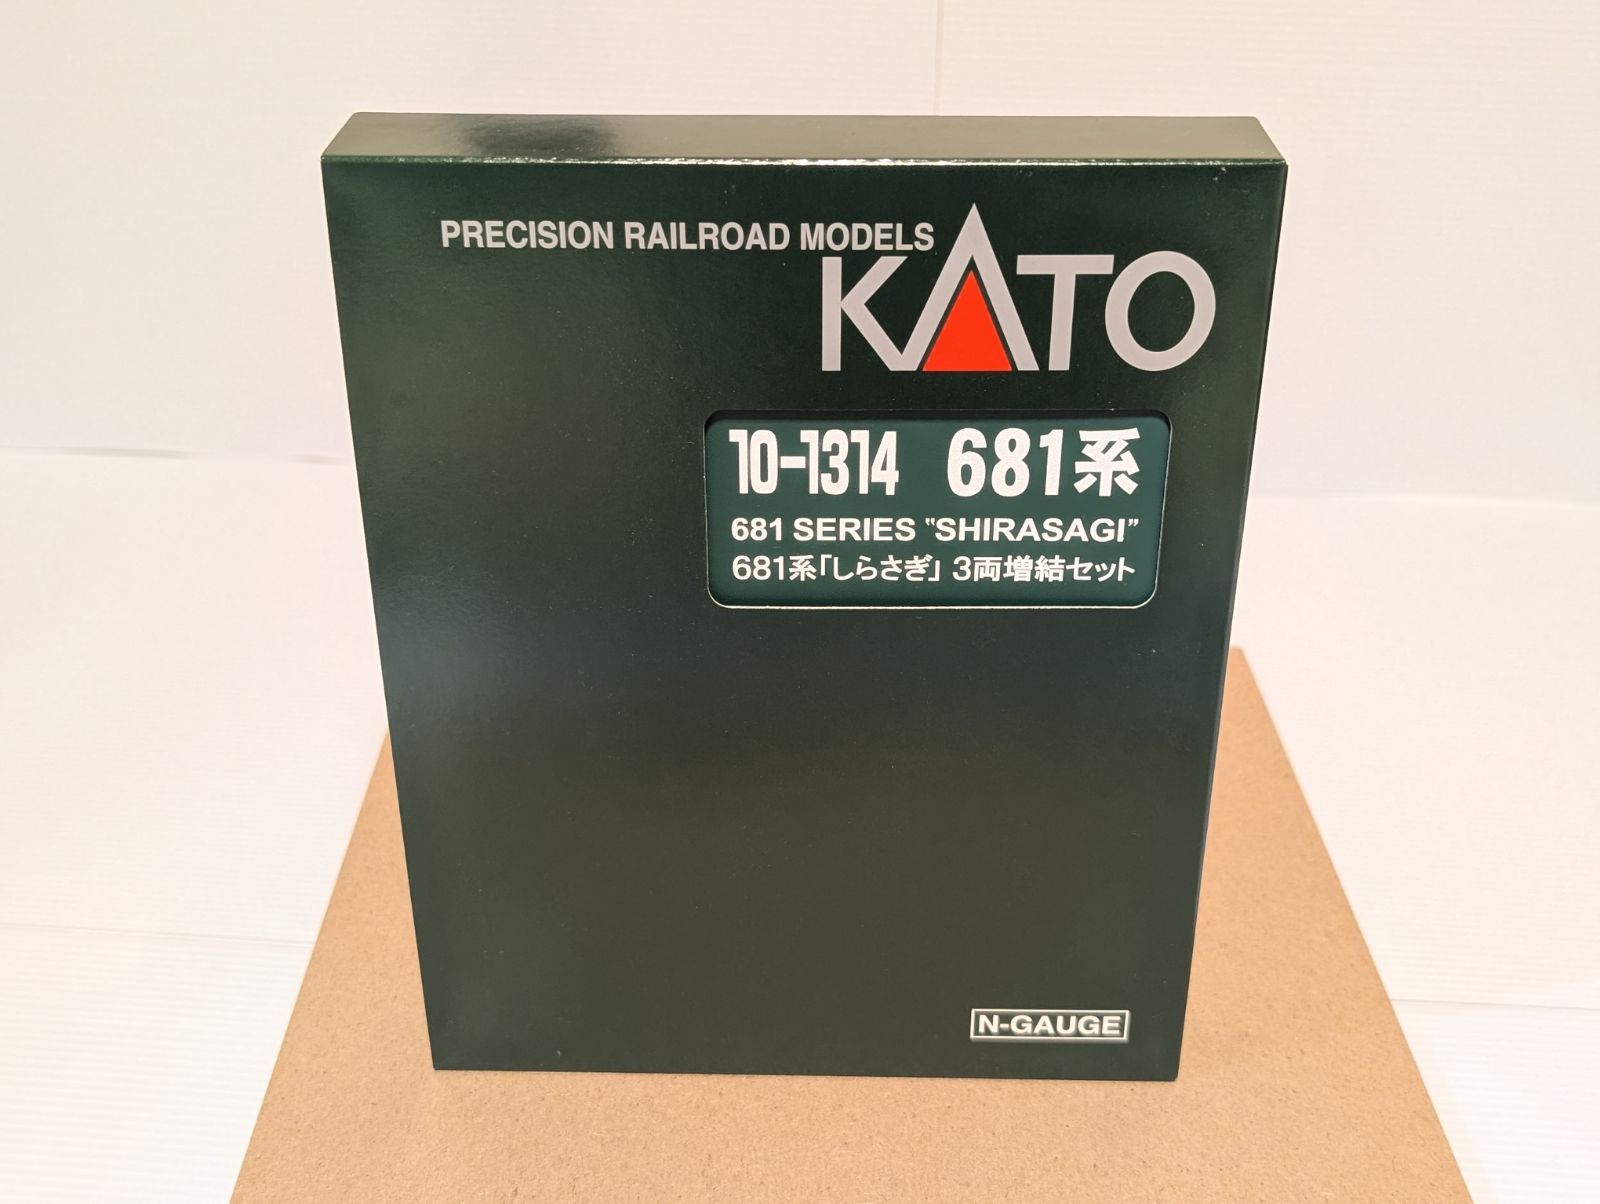 PRECISION RAILROAD MODELS
KATO
10-1314 681系
681 SERIES "SHIRASAGI"
681系「しらさぎ」 3両増結セット
N-GAUGE